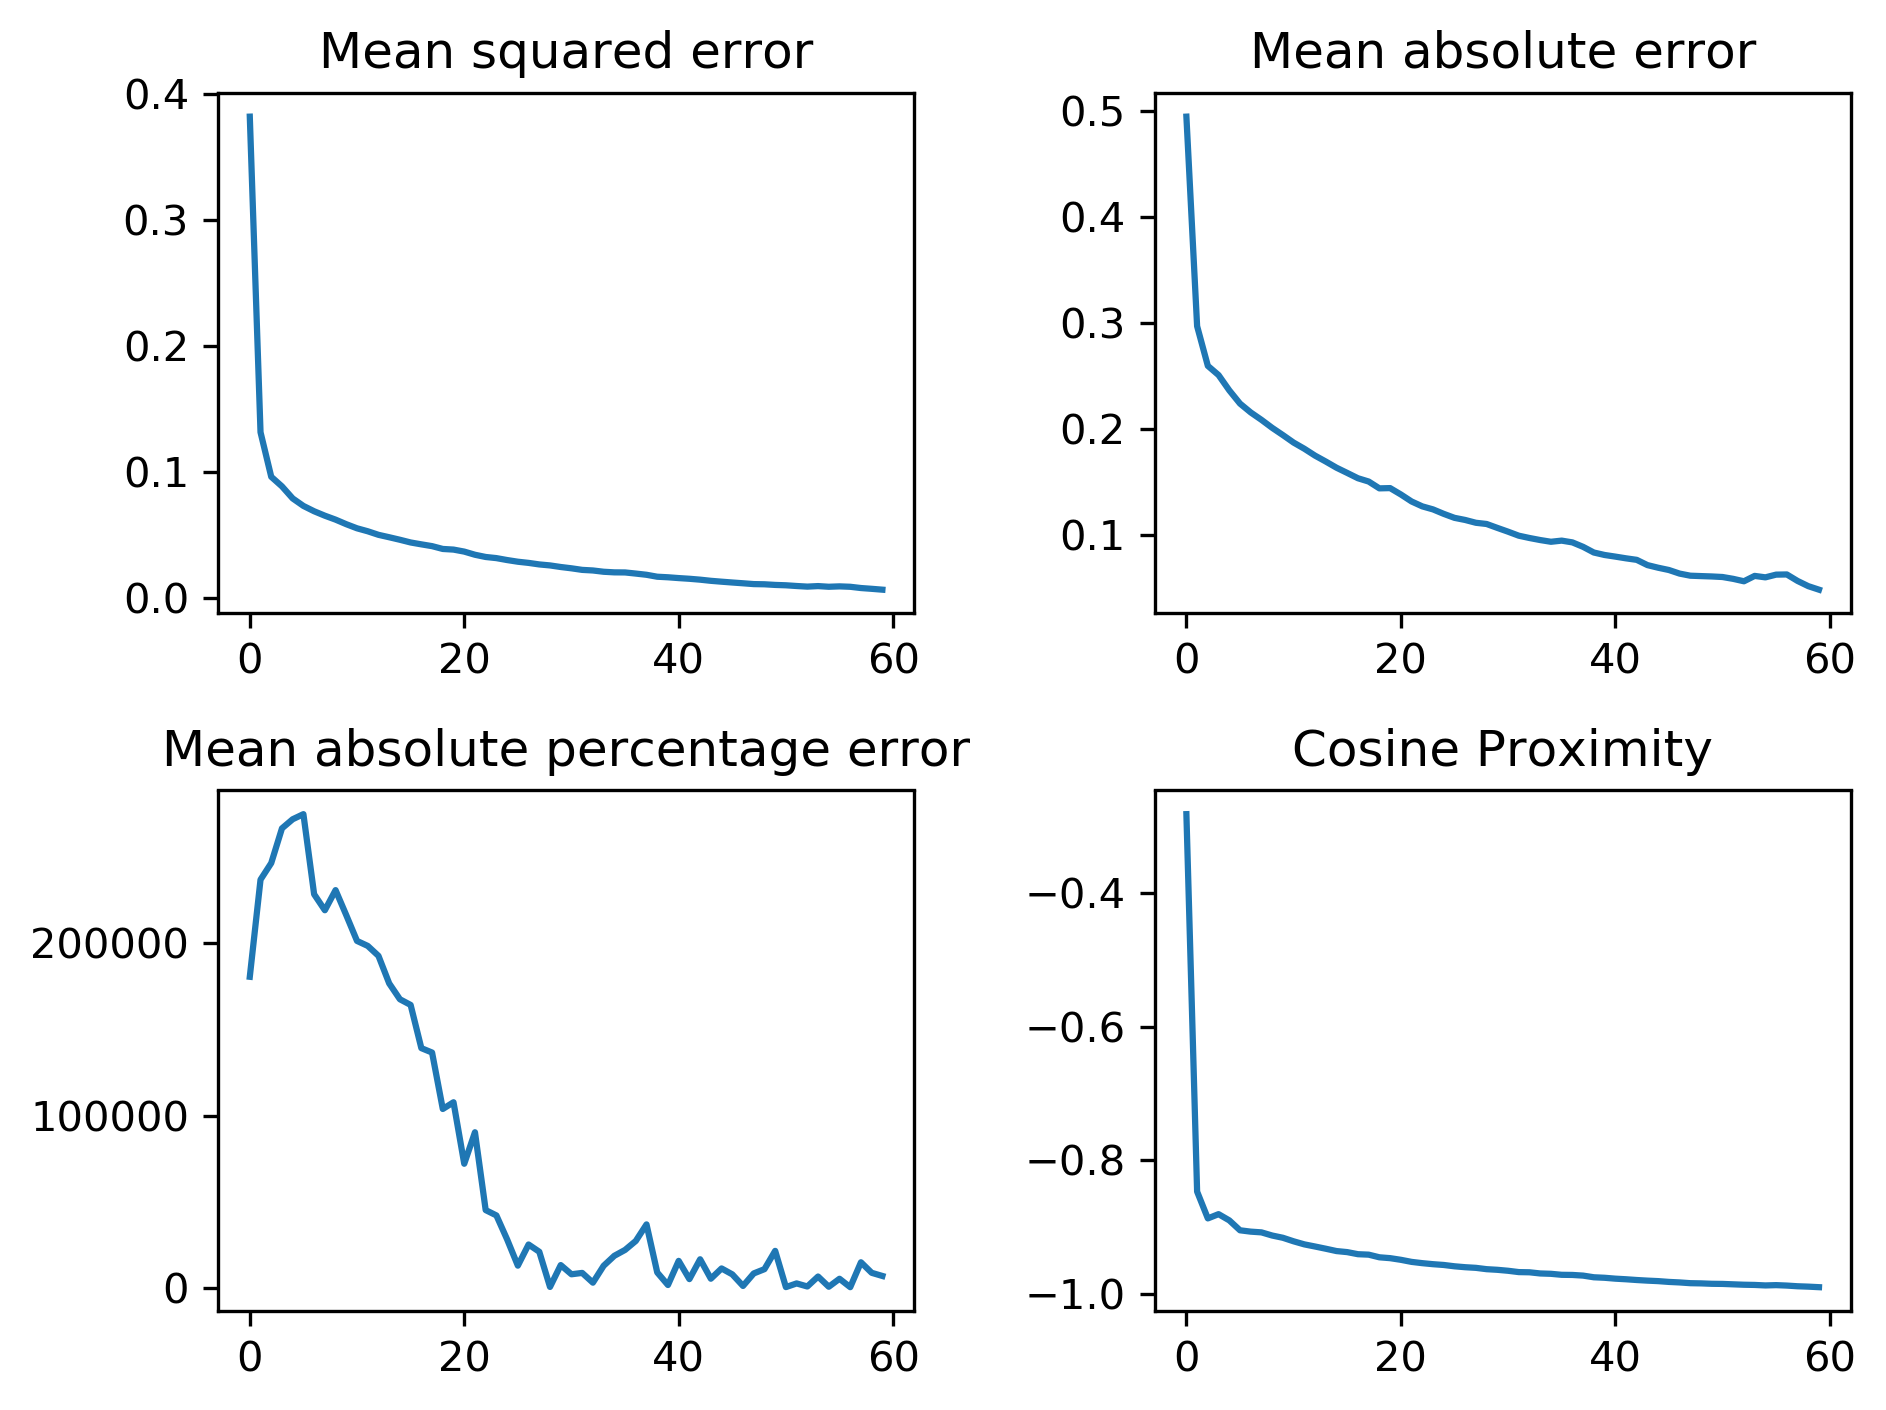 Mean squared error
0.4
0.3
0.2
0.1
0.0
0 20 40 60
Mean absolute error
0.5
0.4
0.3
0.2
0.1
0 20 40 60
Mean absolute percentage error
200000
100000
0
0 20 40 60
Cosine Proximity
−0.4
−0.6
−0.8
−1.0
0 20 40 60